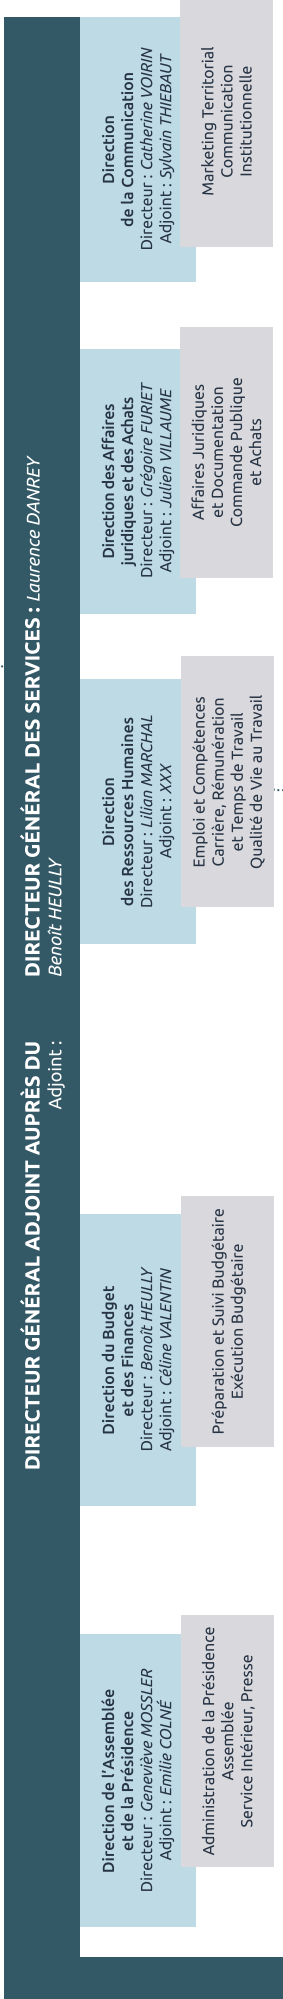 DIRECTEUR GÉNÉRAL ADJOINT AUPRÈS DU DIRECTEUR GÉNÉRAL DES SERVICES : Laurence DANREY
Adjoint : Benoît HEULLY
Direction de l'Assemblée
et de la Présidence
Directeur : Geneviève MOSSLER
Adjoint : Emilie COLNÉ
Administration de la Présidence
Assemblée
Service Intérieur, Presse
Direction du Budget
et des Finances
Directeur : Benoît HEULLY
Adjoint : Céline VALENTIN
Préparation et Suivi Budgétaire
Exécution Budgétaire
Direction
des Ressources Humaines
Directeur : Lilian MARCHAL
Adjoint : XXX
Emploi et Compétences
Carrière, Rémunération
et Temps de Travail
Qualité de Vie au Travail
Direction des Affaires
juridiques et des Achats
Directeur : Grégoire FURIET
Adjoint : Julien VILLAUME
Affaires Juridiques
et Documentation
Commande Publique
et Achats
Direction
de la Communication
Directeur : Catherine VOIRIN
Adjoint : Sylvain THIEBAUT
Marketing Territorial
Communication
Institutionnelle